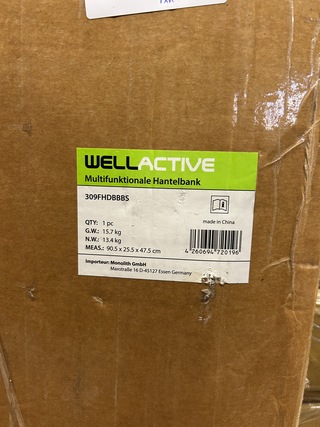 WELLACTIVE
Multifunktionale Hantelbank
309FHDBBBS
QTY: 1 pc
G.W.: 15.7 kg
N.W.: 13.4 kg
MEAS.: 90.5 x 25.5 x 47.5 cm
made in China
4 260694 720196
Importeur: Monolith GmbH
Maxstraße 16 D-45127 Essen Germany